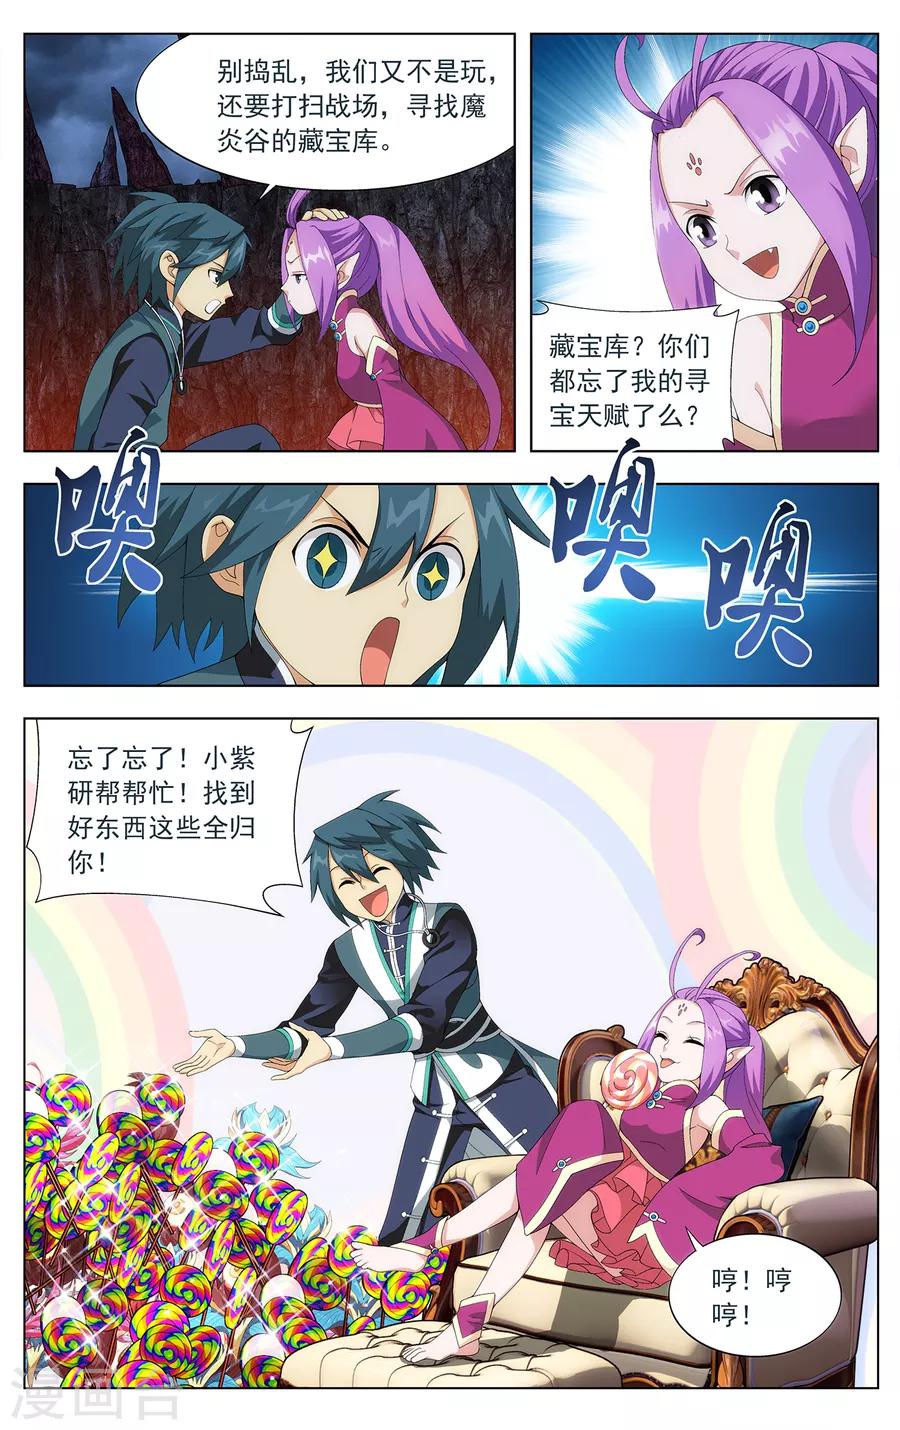 别捣乱，我们又不是玩，
还要打扫战场，寻找魔
炎谷的藏宝库。
藏宝库？你们
都忘了我的寻
宝天赋了么？
噢
噢
噢
忘了忘了！小紫
研帮帮忙！找到
好东西这些全归
你！
哼！哼
哼！
漫画台